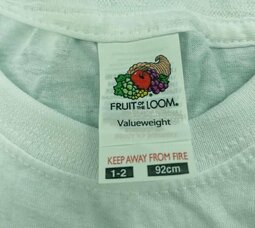 FRUIT OF THE LOOM®
Valueweight
KEEP AWAY FROM FIRE
1-2 92cm